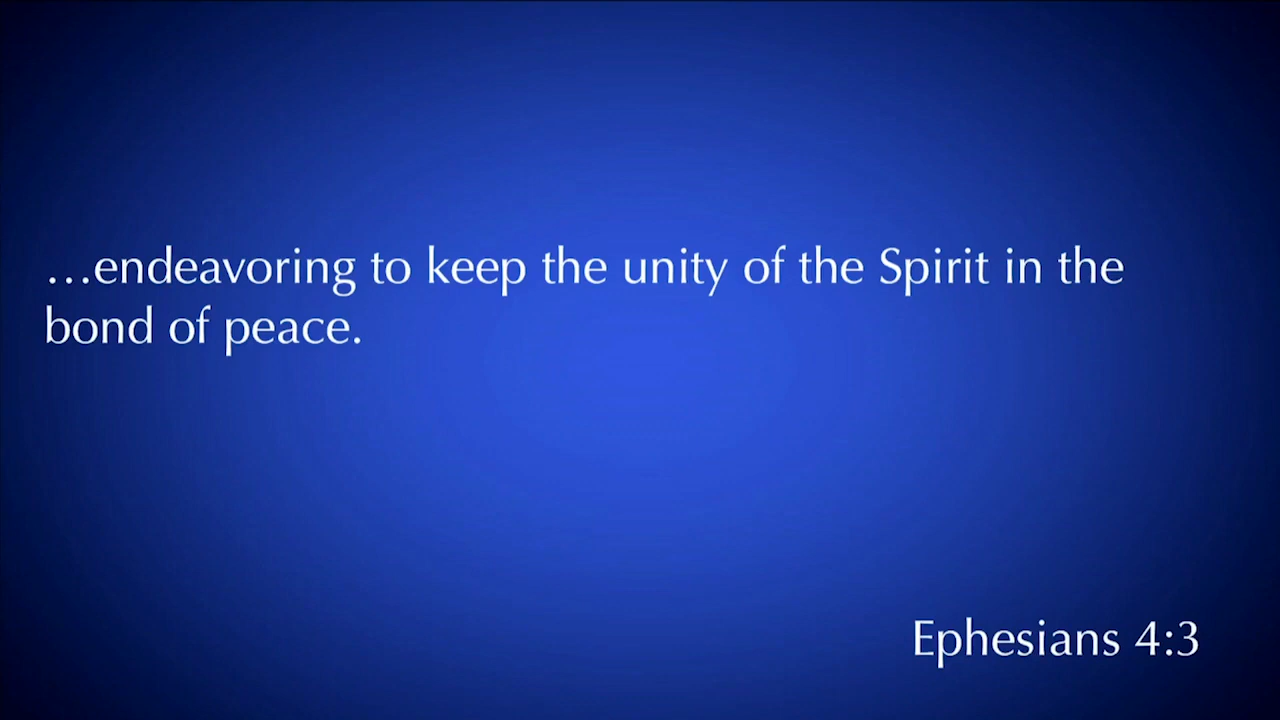 …endeavoring to keep the unity of the Spirit in the
bond of peace.
Ephesians 4:3